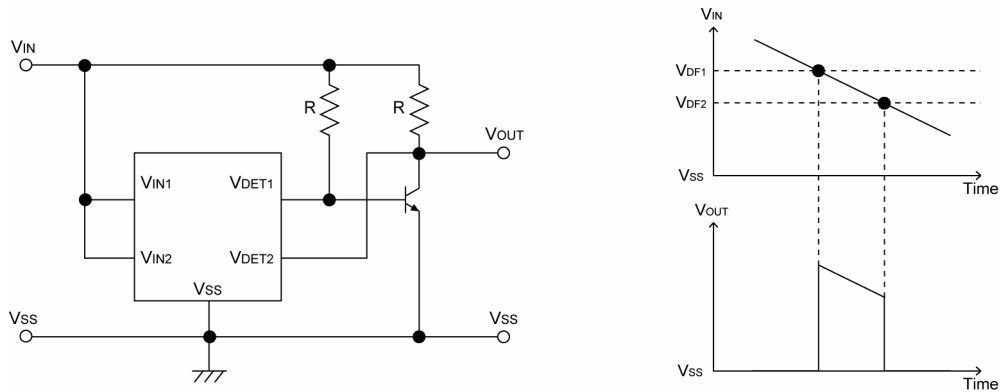 VIN
R
R
VOUT
VIN1
VDET1
VIN2
VDET2
VSS
VSS
VSS
VIN
VDF1
VDF2
VSS
Time
VOUT
VSS
Time